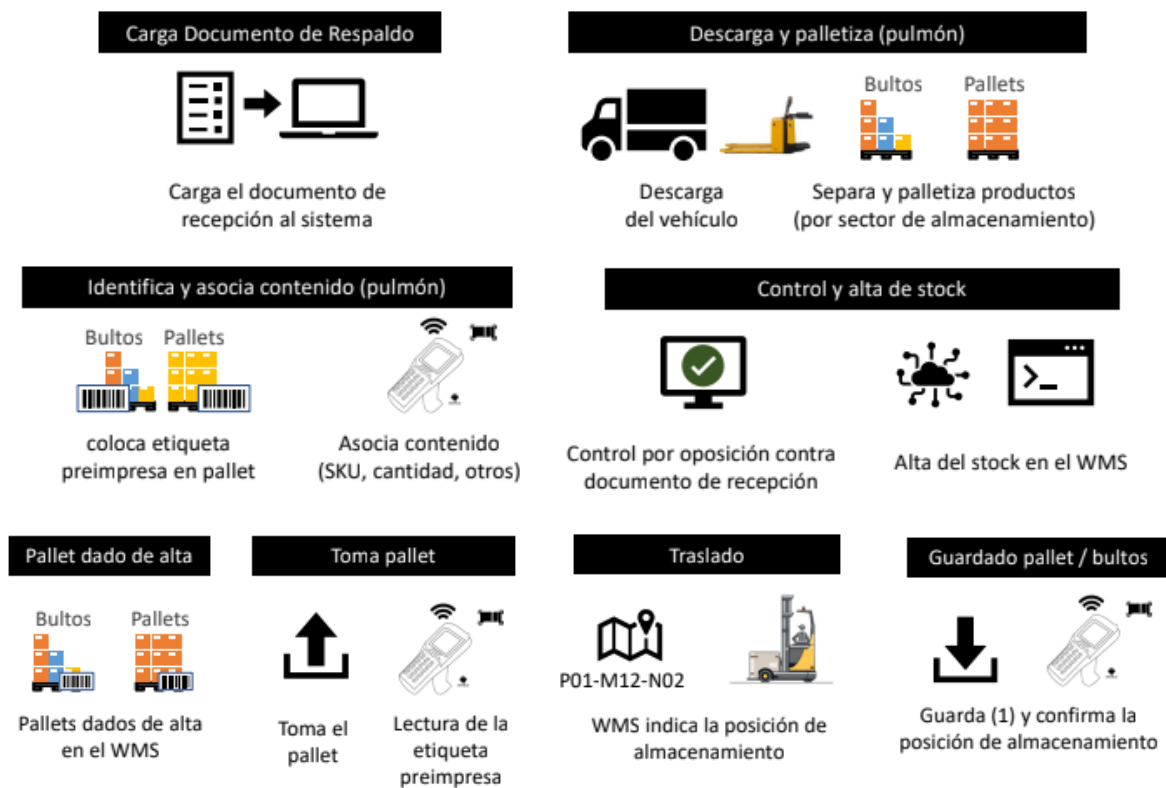 Carga Documento de Respaldo
Carga el documento de
recepción al sistema
Descarga y palletiza (pulmón)
Bultos
Pallets
Descarga
del vehículo
Separa y palletiza productos
(por sector de almacenamiento)
Identifica y asocia contenido (pulmón)
Bultos
Pallets
coloca etiqueta
preimpresa en pallet
Asocia contenido
(SKU, cantidad, otros)
Control y alta de stock
Control por oposición contra
documento de recepción
Alta del stock en el WMS
Pallet dado de alta
Bultos
Pallets
Pallets dados de alta
en el WMS
Toma pallet
Toma el
pallet
Lectura de la
etiqueta
preimpresa
Traslado
P01-M12-N02
WMS indica la posición de
almacenamiento
Guardado pallet / bultos
Guarda (1) y confirma la
posición de almacenamiento